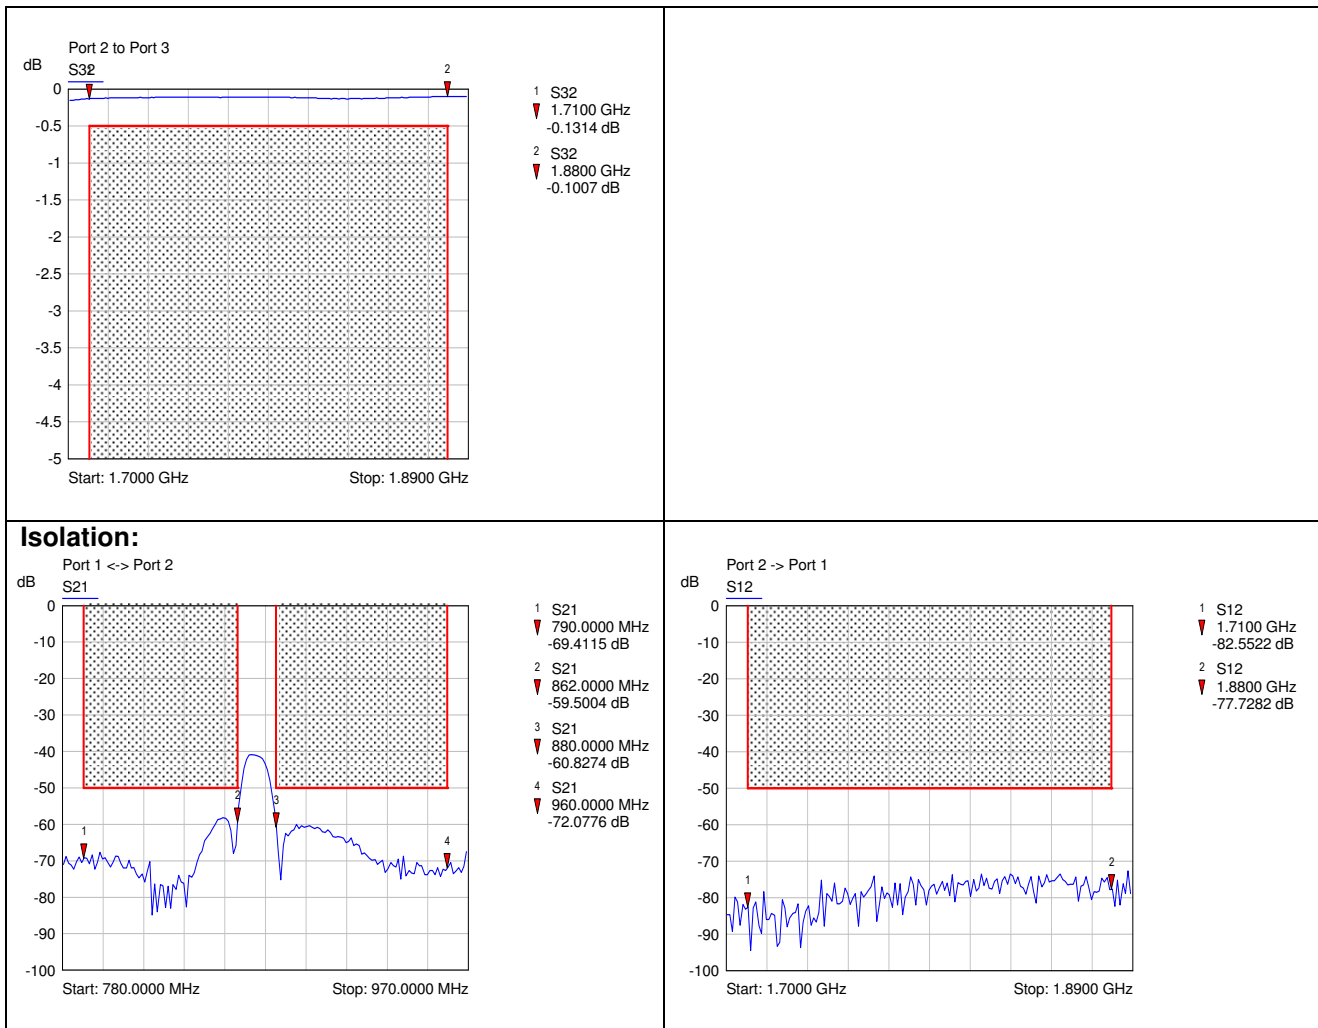 Port 2 to Port 3
dB
S32
2
0
-0.5
-1
-1.5
-2
-2.5
-3
-3.5
-4
-4.5
-5
Start: 1.7000 GHz Stop: 1.8900 GHz
1 S32
1.7100 GHz
-0.1314 dB
2 S32
1.8800 GHz
-0.1007 dB
Isolation:
Port 1 <-> Port 2
dB
S21
0
-10
-20
-30
-40
-50
-60
-70
-80
-90
-100
1
2
3
4
Start: 780.0000 MHz Stop: 970.0000 MHz
1 S21
790.0000 MHz
-69.4115 dB
2 S21
862.0000 MHz
-59.5004 dB
3 S21
880.0000 MHz
-60.8274 dB
4 S21
960.0000 MHz
-72.0776 dB
Port 2 -> Port 1
dB
S12
0
-10
-20
-30
-40
-50
-60
-70
-80
-90
-100
1
2
Start: 1.7000 GHz Stop: 1.8900 GHz
1 S12
1.7100 GHz
-82.5522 dB
2 S12
1.8800 GHz
-77.7282 dB